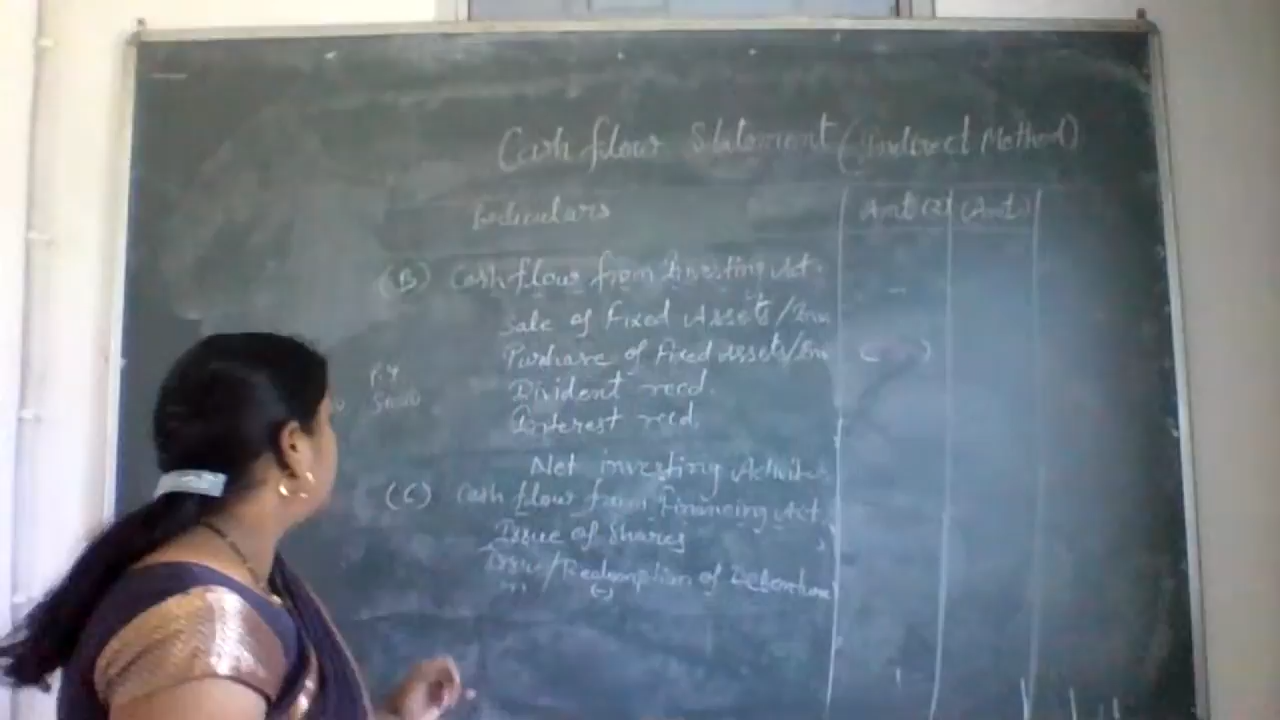 Cash flow Statement (Indirect Method)
Particulars Amt (₹) (Amt)
(B) Cash flow from Investing Act.
Sale of Fixed Assets/Inv
Purchase of Fixed Assets/Inv ( )
P.Y
Divident recd.
Interest recd.
Net investing Activit
(C) Cash flow from Financing Act.
Issue of Shares
Issue/Redemption of Debenture
(-)